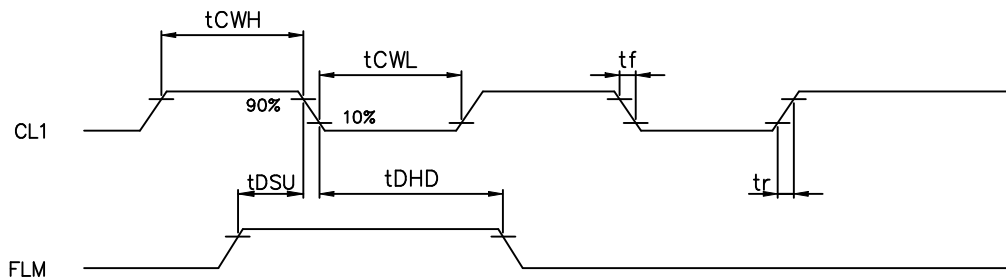 tCWH
tCWL
tf
90%
10%
CL1
tDSU
tDHD
tr
FLM